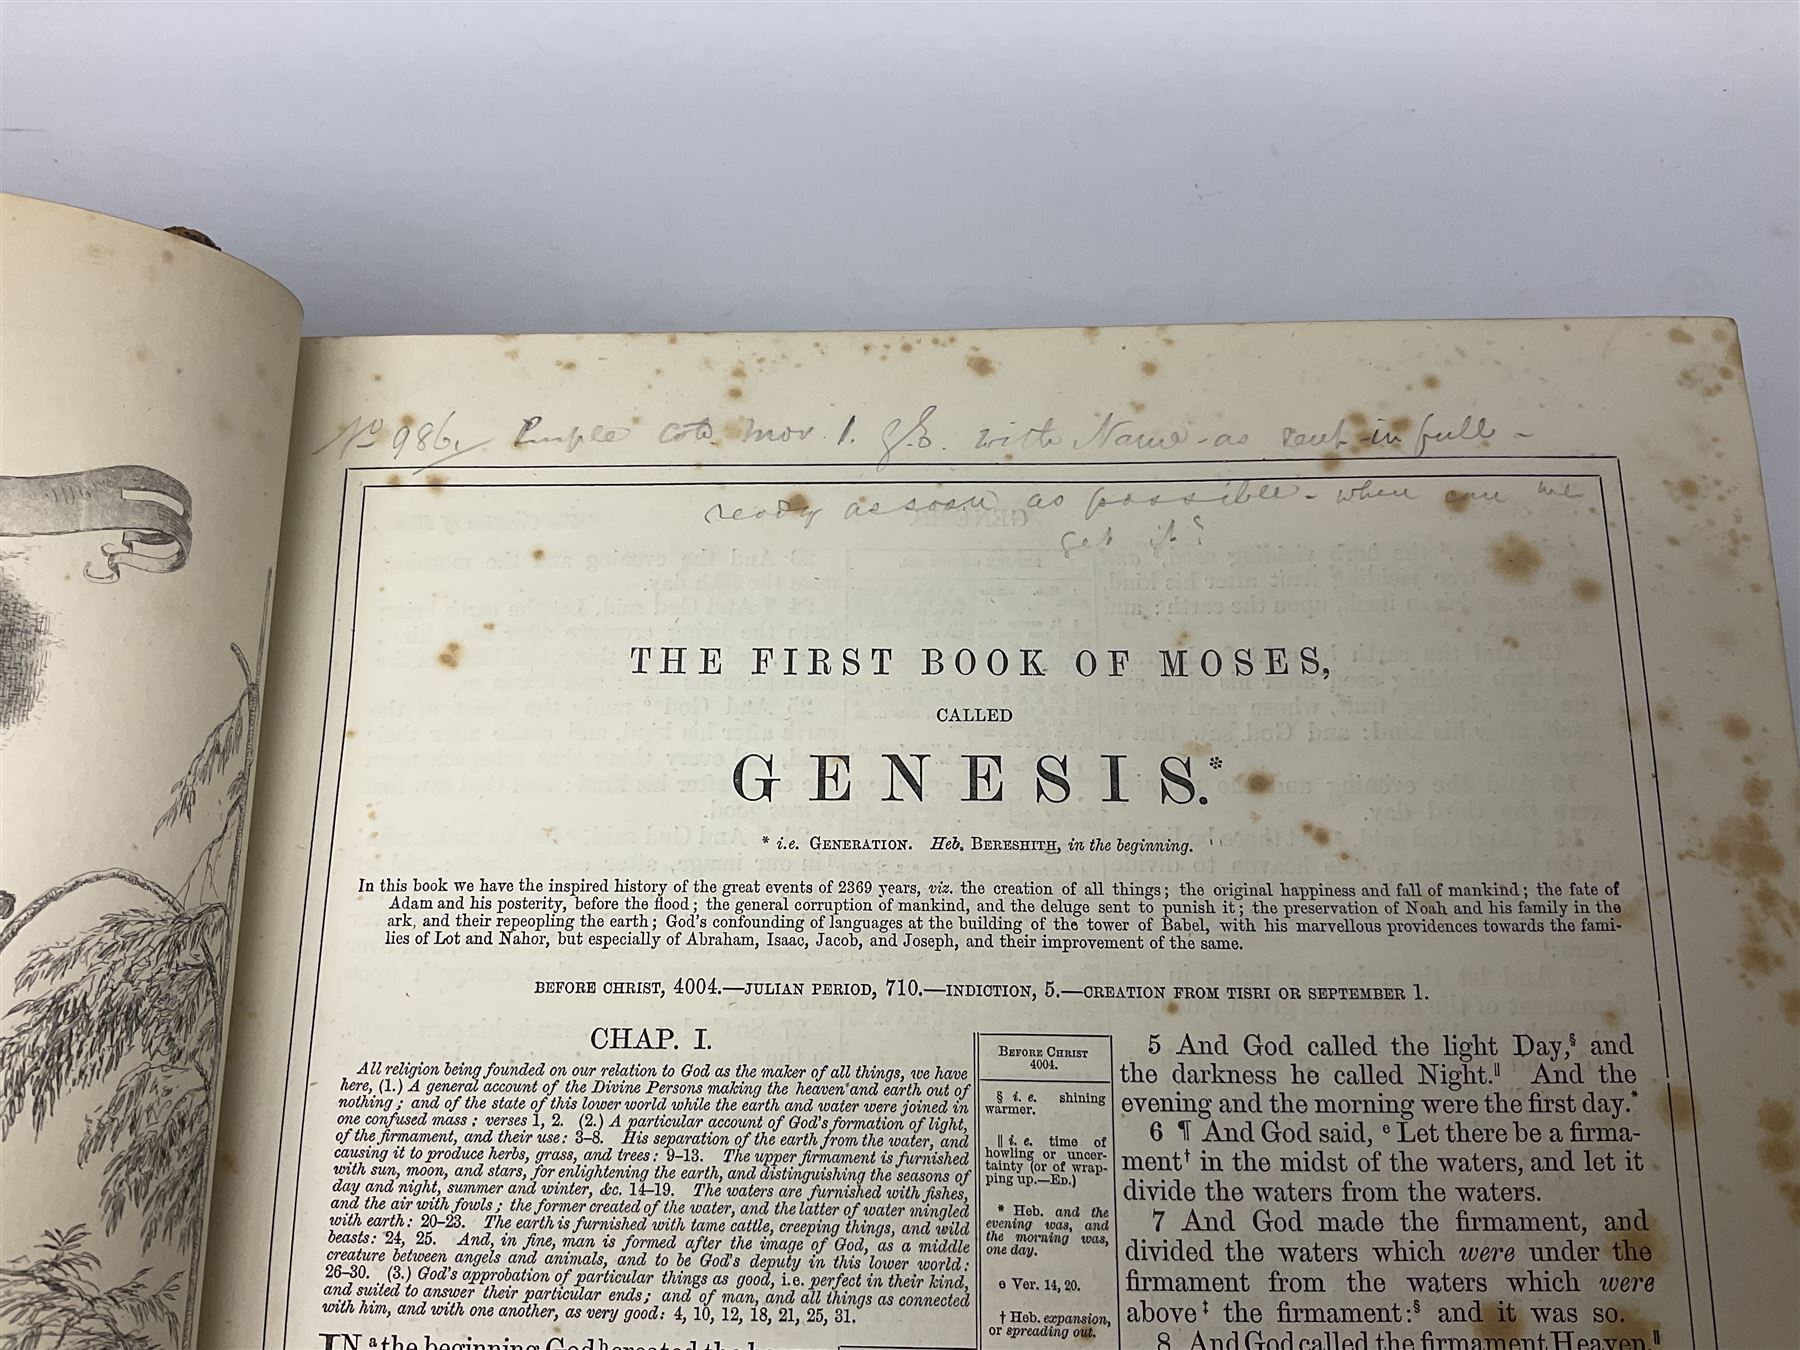 No 986. Purple mor. 1. with Name - as sent in full -
ready as soon as possible - when can we
get it?
THE FIRST BOOK OF MOSES,
CALLED
GENESIS.*
* i.e. GENERATION. Heb. BERESHITH, in the beginning.
In this book we have the inspired history of the great events of 2369 years, viz. the creation of all things; the original happiness and fall of mankind; the fate of
Adam and his posterity, before the flood; the general corruption of mankind, and the deluge sent to punish it; the preservation of Noah and his family in the
ark, and their repeopling the earth; God's confounding of languages at the building of the tower of Babel, with his marvellous providences towards the fami-
lies of Lot and Nahor, but especially of Abraham, Isaac, Jacob, and Joseph, and their improvement of the same.
BEFORE CHRIST, 4004.—JULIAN PERIOD, 710.—INDICTION, 5.—CREATION FROM TISRI OR SEPTEMBER 1.
CHAP. I.
All religion being founded on our relation to God as the maker of all things, we have
here, (1.) A general account of the Divine Persons making the heaven and earth out of
nothing; and of the state of this lower world while the earth and water were joined in
one confused mass: verses 1, 2. (2.) A particular account of God's formation of light,
of the firmament, and their use: 3–8. His separation of the earth from the water, and
causing it to produce herbs, grass, and trees: 9–13. The upper firmament is furnished
with sun, moon, and stars, for enlightening the earth, and distinguishing the seasons of
day and night, summer and winter, &c. 14–19. The waters are furnished with fishes,
and the air with fowls; the former created of the water, and the latter of water mingled
with earth: 20–23. The earth is furnished with tame cattle, creeping things, and wild
beasts: 24, 25. And, in fine, man is formed after the image of God, as a middle
creature between angels and animals, and to be God's deputy in this lower world:
26–30. (3.) God's approbation of particular things as good, i.e. perfect in their kind,
and suited to answer their particular ends; and of man, and all things as connected
with him, and with one another, as very good: 4, 10, 12, 18, 21, 25, 31.
IN a the beginning God b created the
BEFORE CHRIST
4004.
§ i. e. shining
warmer.
|| i. e. time of
howling or uncer-
tainty (or of wrap-
ping up.—ED.)
* Heb. and the
evening was, and
the morning was,
one day.
e Ver. 14, 20.
† Heb. expansion,
or spreading out.
5 And God called the light Day,§ and
the darkness he called Night.|| And the
evening and the morning were the first day.*
6 ¶ And God said, e Let there be a firma-
ment† in the midst of the waters, and let it
divide the waters from the waters.
7 And God made the firmament, and
divided the waters which were under the
firmament from the waters which were
above‡ the firmament:§ and it was so.
8 And God called the firmament Heaven.||